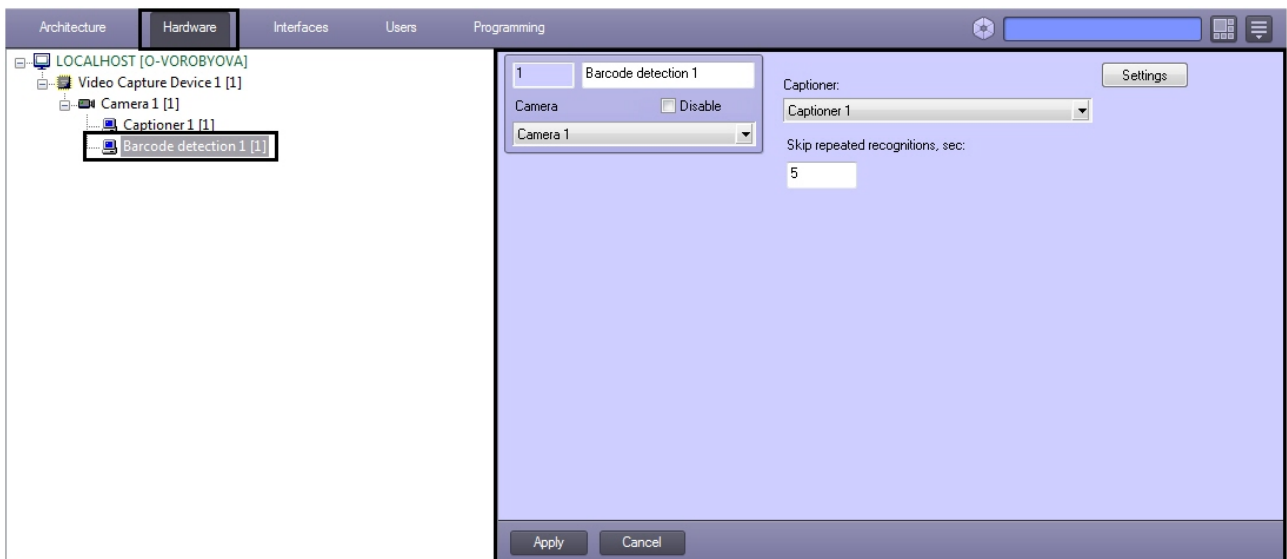 Architecture Hardware Interfaces Users Programming
LOCALHOST [O-VOROBYOVA]
Video Capture Device 1 [1]
Camera 1 [1]
Captioner 1 [1]
Barcode detection 1 [1]
1 Barcode detection 1
Camera Disable
Camera 1
Captioner:
Captioner 1
Settings
Skip repeated recognitions, sec:
5
Apply Cancel